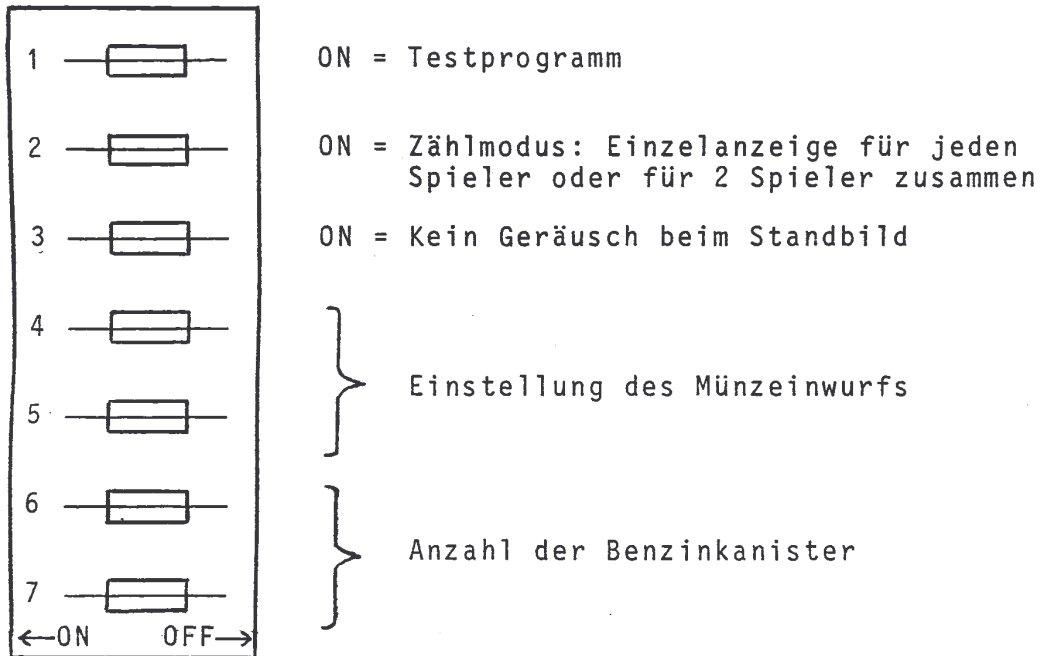 1 ON = Testprogramm
2 ON = Zählmodus: Einzelanzeige für jeden
Spieler oder für 2 Spieler zusammen
3 ON = Kein Geräusch beim Standbild
4
Einstellung des Münzeinwurfs
5
6
Anzahl der Benzinkanister
7
←ON OFF→